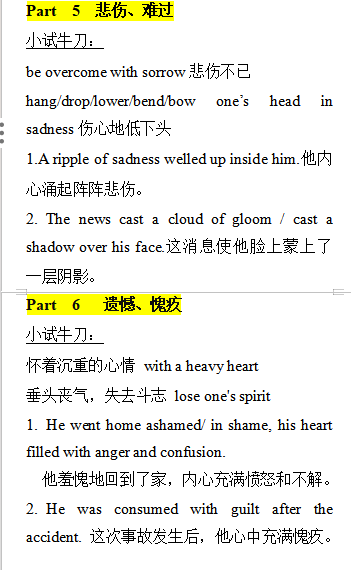 Part 5 悲伤、难过
小试牛刀：
be overcome with sorrow 悲伤不已
hang/drop/lower/bend/bow one’s head in
sadness 伤心地低下头
1.A ripple of sadness welled up inside him.他内
心涌起阵阵悲伤。
2. The news cast a cloud of gloom / cast a
shadow over his face.这消息使他脸上蒙上了
一层阴影。
Part 6 遗憾、愧疚
小试牛刀：
怀着沉重的心情 with a heavy heart
垂头丧气，失去斗志 lose one's spirit
1. He went home ashamed/ in shame, his heart
filled with anger and confusion.
他羞愧地回到了家，内心充满愤怒和不解。
2. He was consumed with guilt after the
accident. 这次事故发生后，他心中充满愧疚。